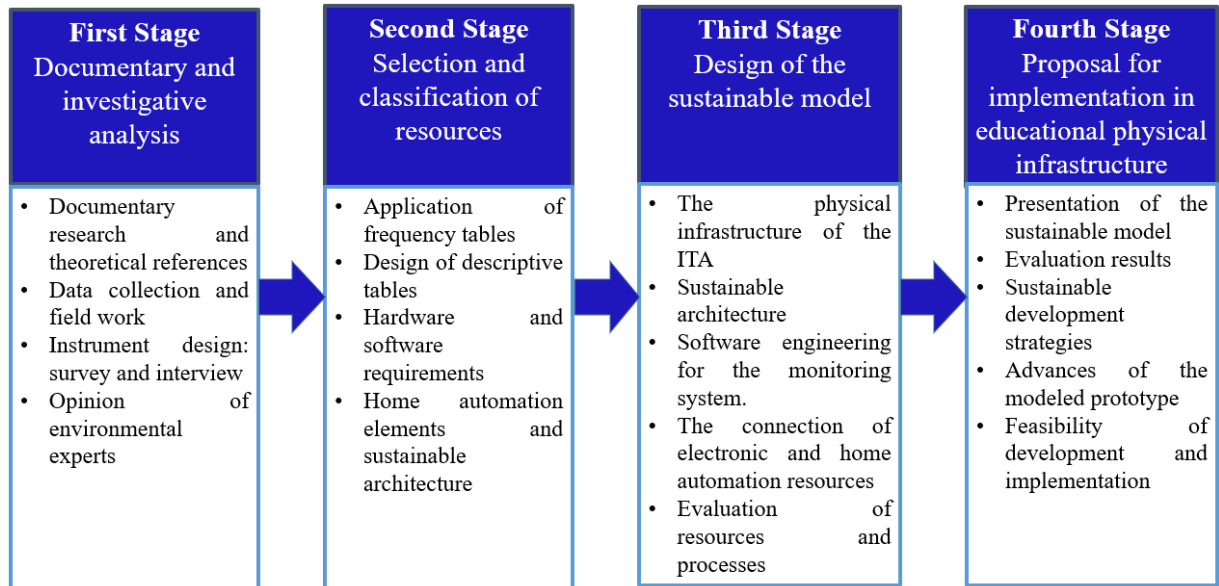 First Stage
Documentary and
investigative
analysis
• Documentary
research and
theoretical references
• Data collection and
field work
• Instrument design:
survey and interview
• Opinion of
environmental
experts
Second Stage
Selection and
classification of
resources
• Application of
frequency tables
• Design of descriptive
tables
• Hardware and
software
requirements
• Home automation
elements and
sustainable
architecture
Third Stage
Design of the
sustainable model
• The physical
infrastructure of the
ITA
• Sustainable
architecture
• Software engineering
for the monitoring
system.
• The connection of
electronic and home
automation resources
• Evaluation of
resources and
processes
Fourth Stage
Proposal for
implementation in
educational physical
infrastructure
• Presentation of the
sustainable model
• Evaluation results
• Sustainable
development
strategies
• Advances of the
modeled prototype
• Feasibility of
development and
implementation